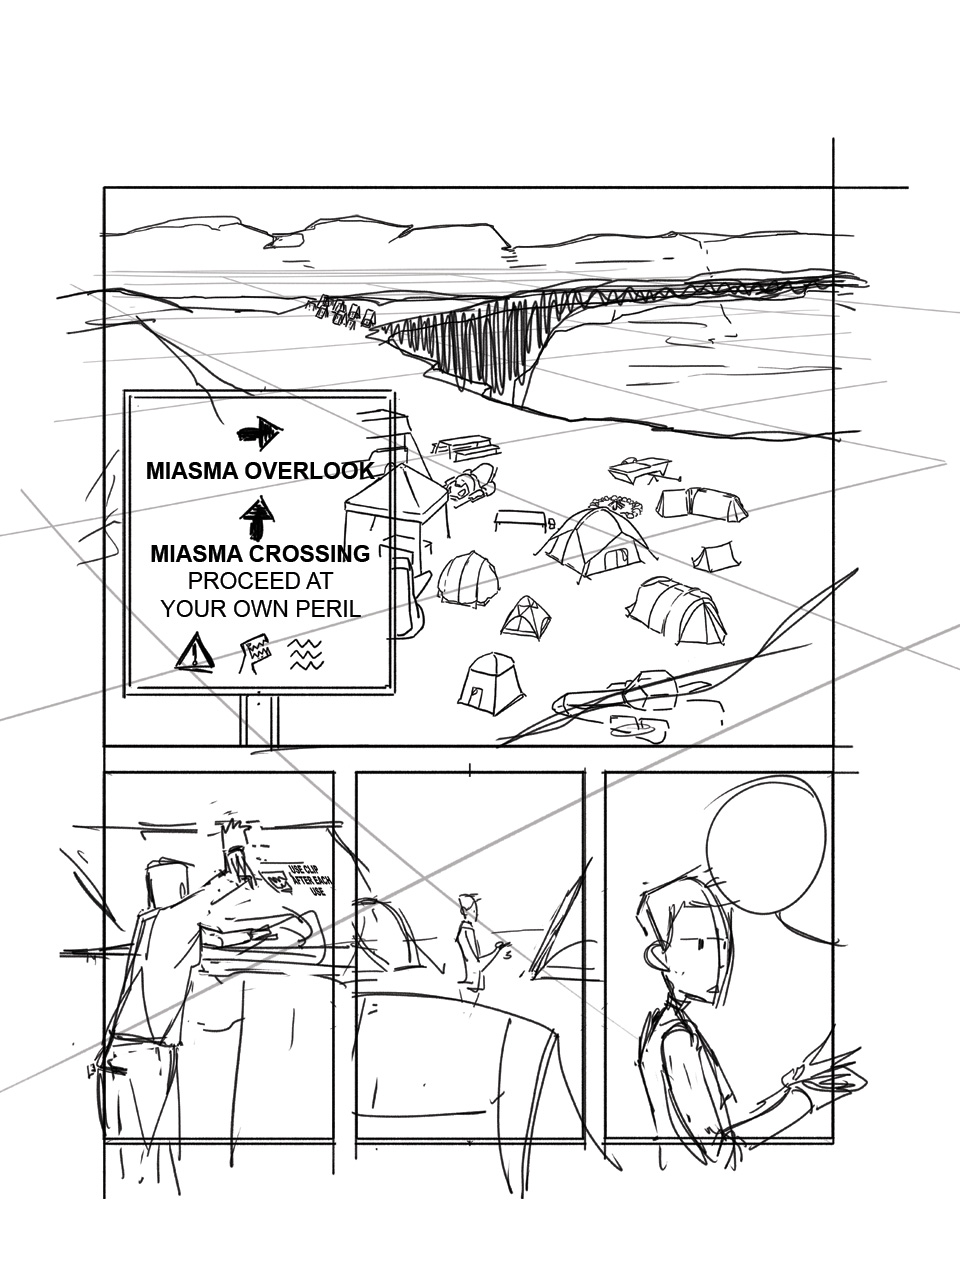 MIASMA OVERLOOK
MIASMA CROSSING
PROCEED AT
YOUR OWN PERIL
USE CLIP
AFTER EACH
USE